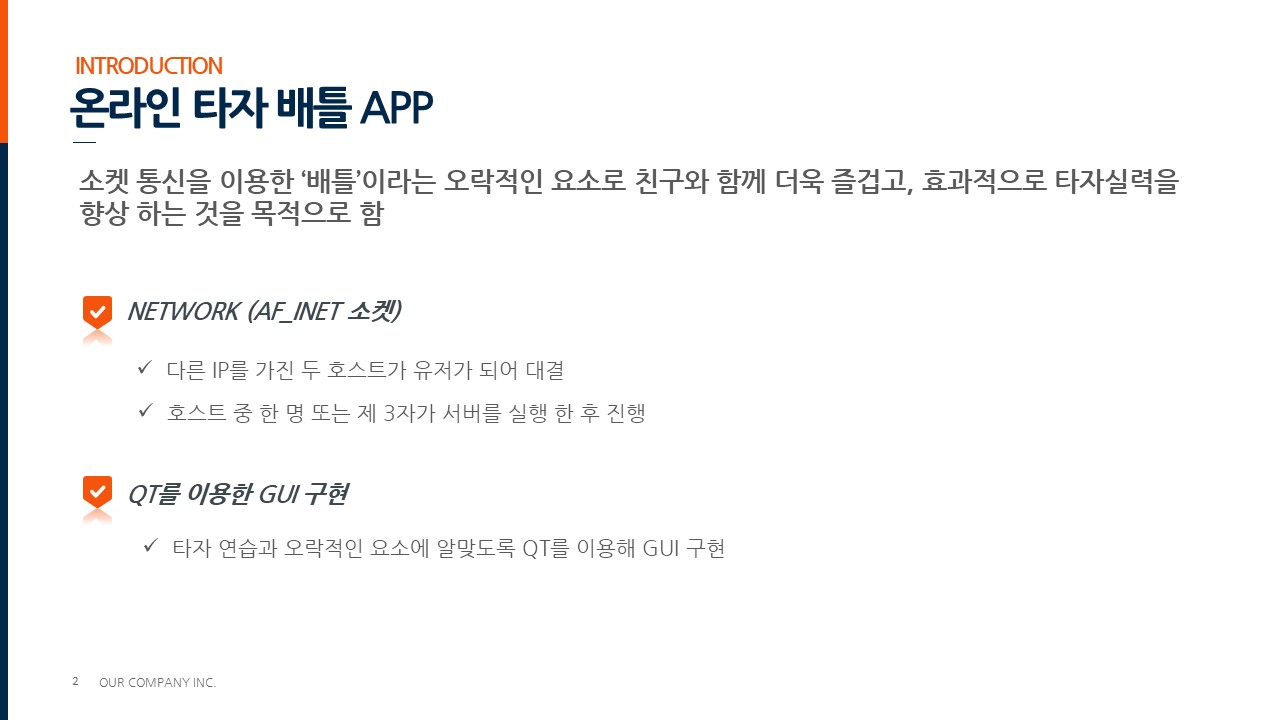 INTRODUCTION
온라인 타자 배틀 APP
소켓 통신을 이용한 ‘배틀’이라는 오락적인 요소로 친구와 함께 더욱 즐겁고, 효과적으로 타자실력을
향상 하는 것을 목적으로 함
NETWORK (AF_INET 소켓)
✓ 다른 IP를 가진 두 호스트가 유저가 되어 대결
✓ 호스트 중 한 명 또는 제 3자가 서버를 실행 한 후 진행
QT를 이용한 GUI 구현
✓ 타자 연습과 오락적인 요소에 알맞도록 QT를 이용해 GUI 구현
2 OUR COMPANY INC.